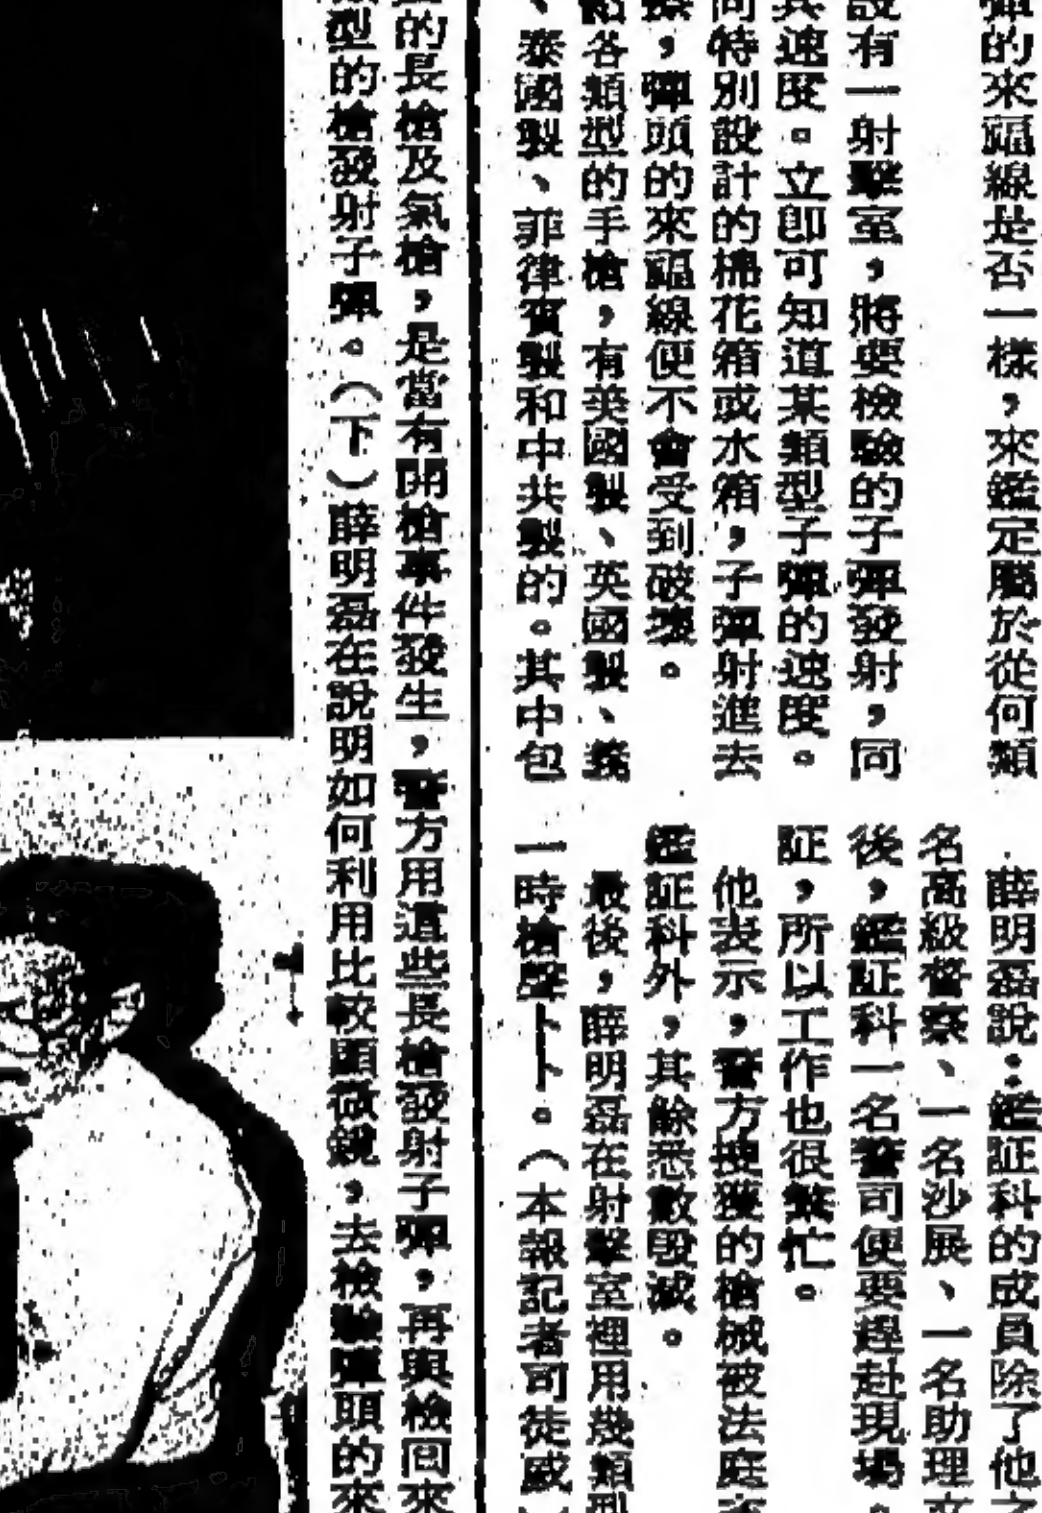 彈的來福線是否一樣，來鑑定屬於從何類
設有一射擊室，將要檢驗的子彈發射，同
其速度。立即可知道某類型子彈的速度。
同特別設計的棉花箱或水箱，子彈射進去
，彈頭的來福線便不會受到破壞。
各類型的手槍，有美國製、英國製、義
、泰國製、菲律賓製和中共製的。其中包
薛明磊說：鑑証科的成員除了他之
名高級督察、一名沙展、一名助理文
後，鑑証科一名警司便要趕赴現場。
証，所以工作也很繁忙。
他表示，警方搜獲的槍械被法庭
鑑証科外，其餘悉數毀滅。
最後，薛明磊在射擊室裡用幾類型
一時槍聲卜卜。（本報記者司徒威）
的長槍及氣槍，是當有開槍事件發生，警方用這些長槍發射子彈，再與檢回來
型的槍發射子彈。（下）薛明磊在說明如何利用比較顯微鏡，去檢驗彈頭的來